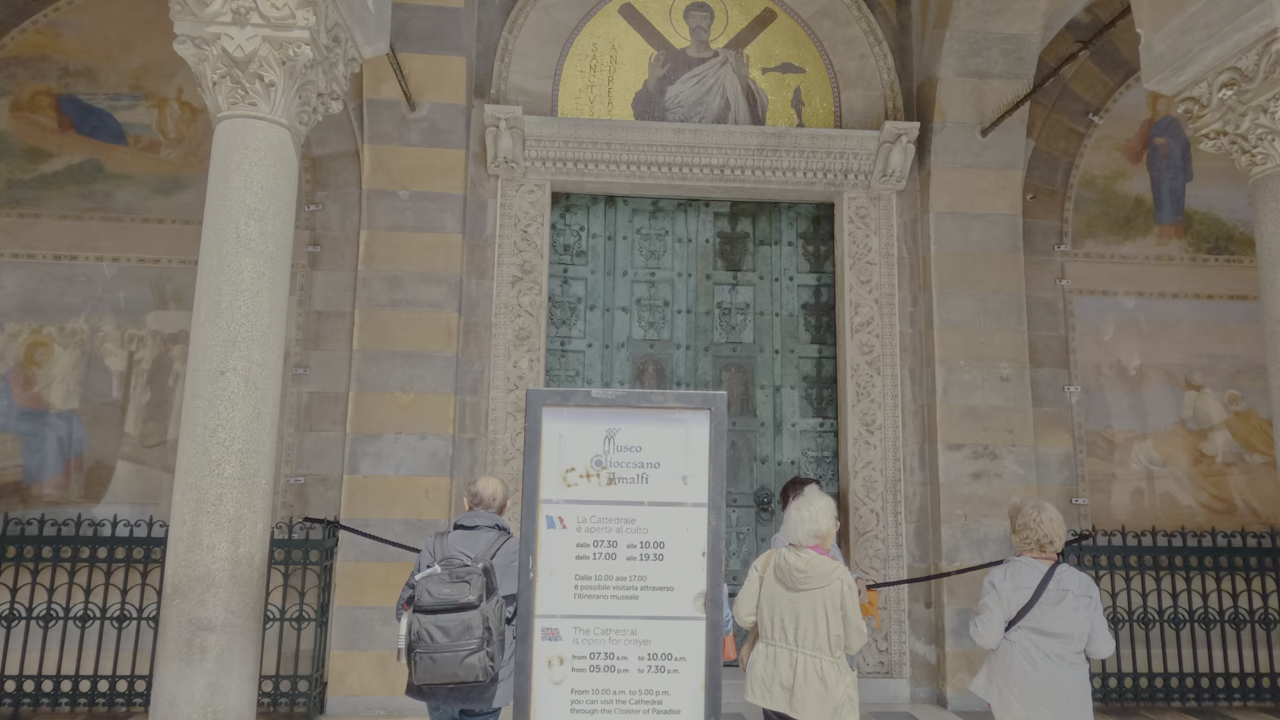 SANCTVS
ANDREAS
Museo
Diocesano
Amalfi
La Cattedrale
è aperta al culto
dalle 07.30 alle 10.00
dalle 17.00 alle 19.30
Dalle 10.00 alle 17.00
è possibile visitarla attraverso
l'itinerario museale
The Cathedral
is open for prayer
from 07.30 a.m. to 10.00 a.m.
from 05.00 p.m. to 7.30 p.m.
From 10.00 a.m. to 5.00 p.m.
you can visit the Cathedral
through the Cloister of Paradise